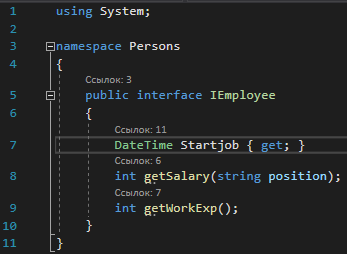 1 using System;
2
3 namespace Persons
4 {
Ссылок: 3
5 public interface IEmployee
6 {
Ссылок: 11
7 DateTime Startjob { get; }
Ссылок: 6
8 int getSalary(string position);
Ссылок: 7
9 int getWorkExp();
10 }
11 }